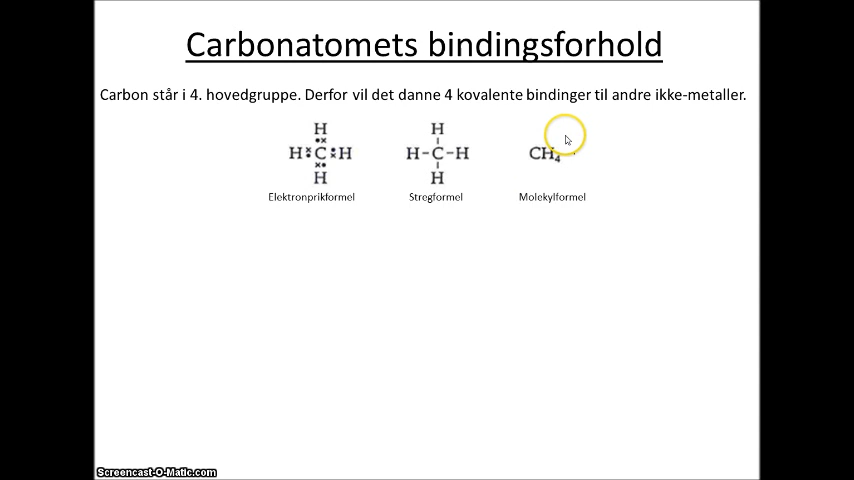 Carbonatomets bindingsforhold
Carbon står i 4. hovedgruppe. Derfor vil det danne 4 kovalente bindinger til andre ikke-metaller.
H H
H C H H-C-H CH₄
H H
Elektronprikformel Stregformel Molekylformel
Screencast-O-Matic.com